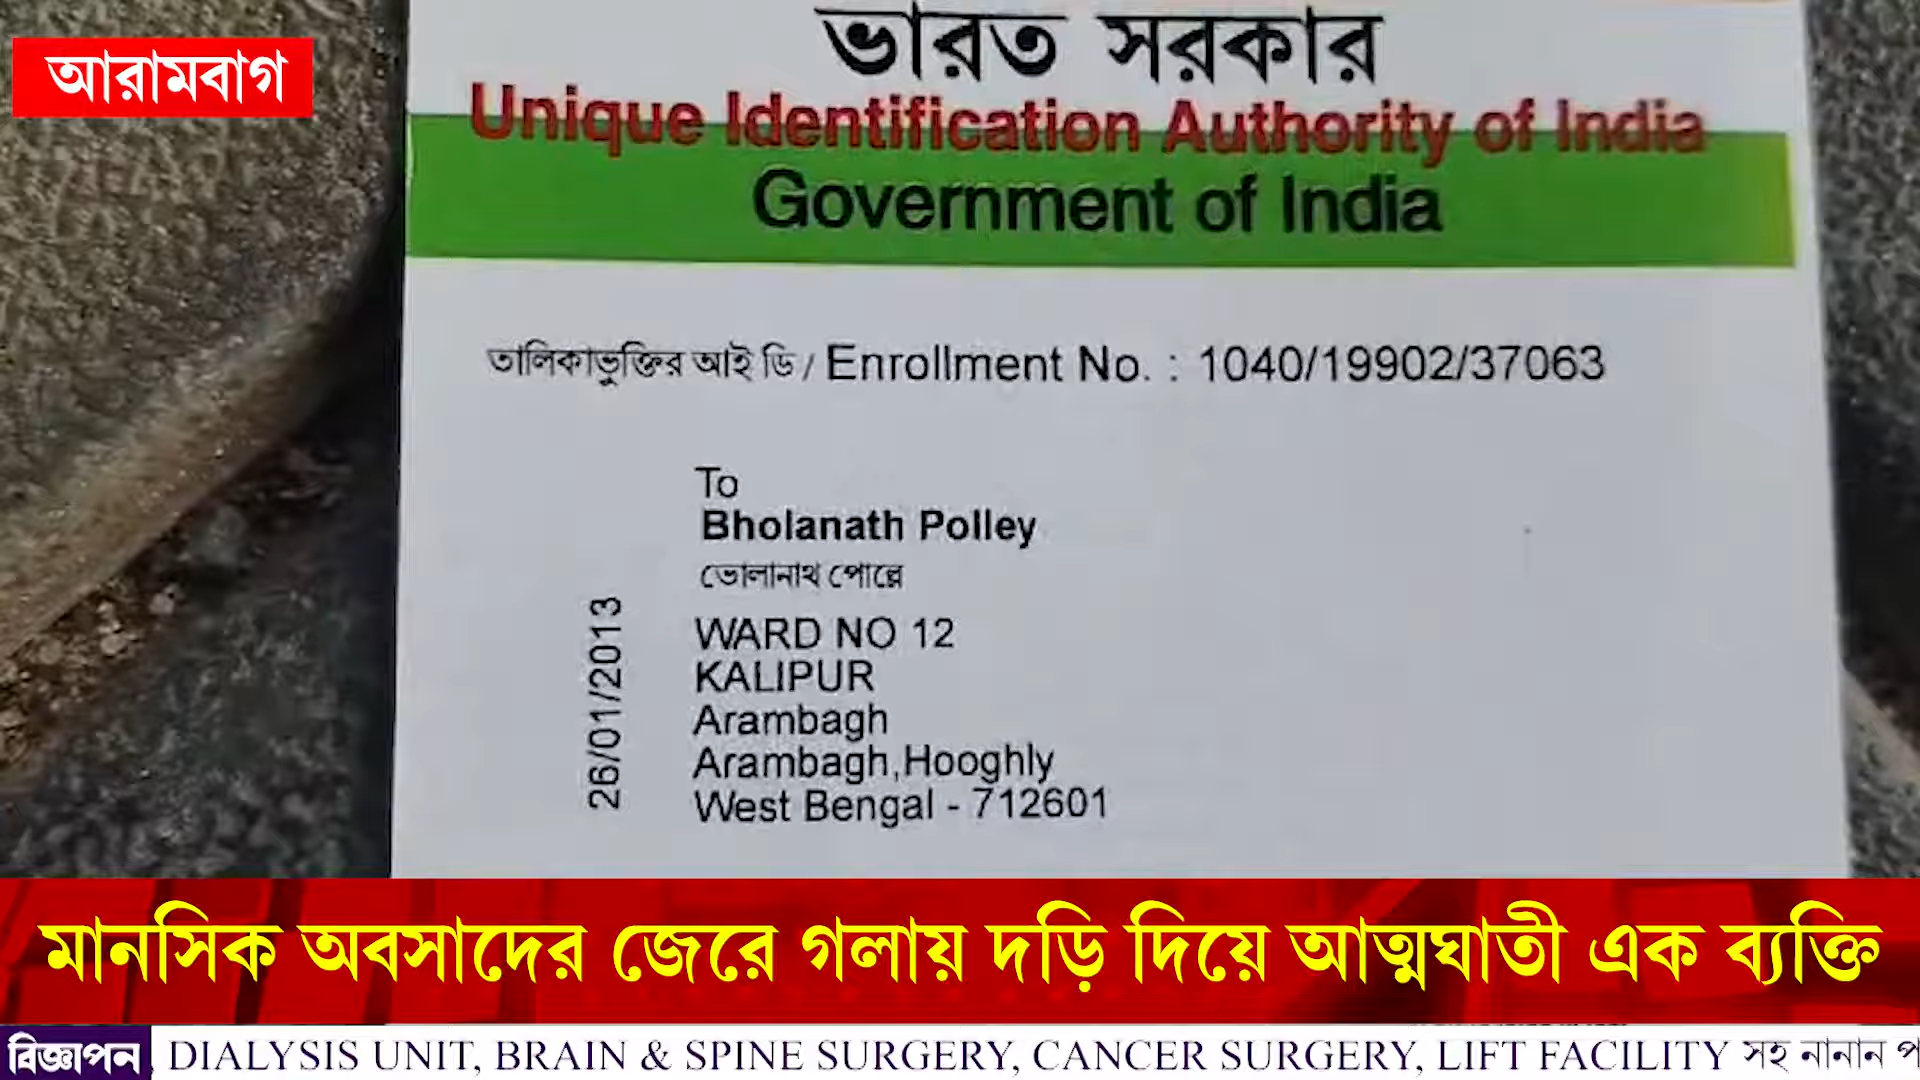 আরামবাগ
ভারত সরকার
Unique Identification Authority of India
Government of India
তালিকাভুক্তির আই ডি / Enrollment No. : 1040/19902/37063
To
Bholanath Polley
ভোলানাথ পোল্লে
26/01/2013
WARD NO 12
KALIPUR
Arambagh
Arambagh,Hooghly
West Bengal - 712601
মানসিক অবসাদের জেরে গলায় দড়ি দিয়ে আত্মঘাতী এক ব্যক্তি
বিজ্ঞাপন , DIALYSIS UNIT, BRAIN & SPINE SURGERY, CANCER SURGERY, LIFT FACILITY সহ নানান